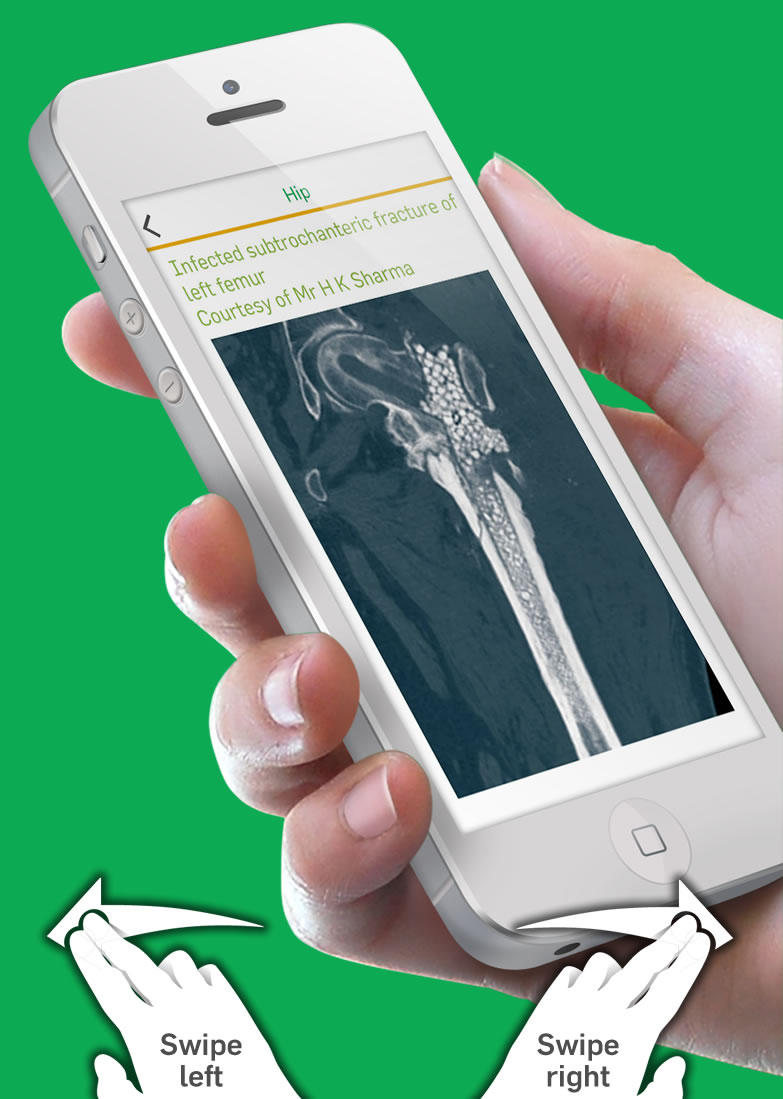 Hip
Infected subtrochanteric fracture of
left femur
Courtesy of Mr H K Sharma
Swipe
left
Swipe
right